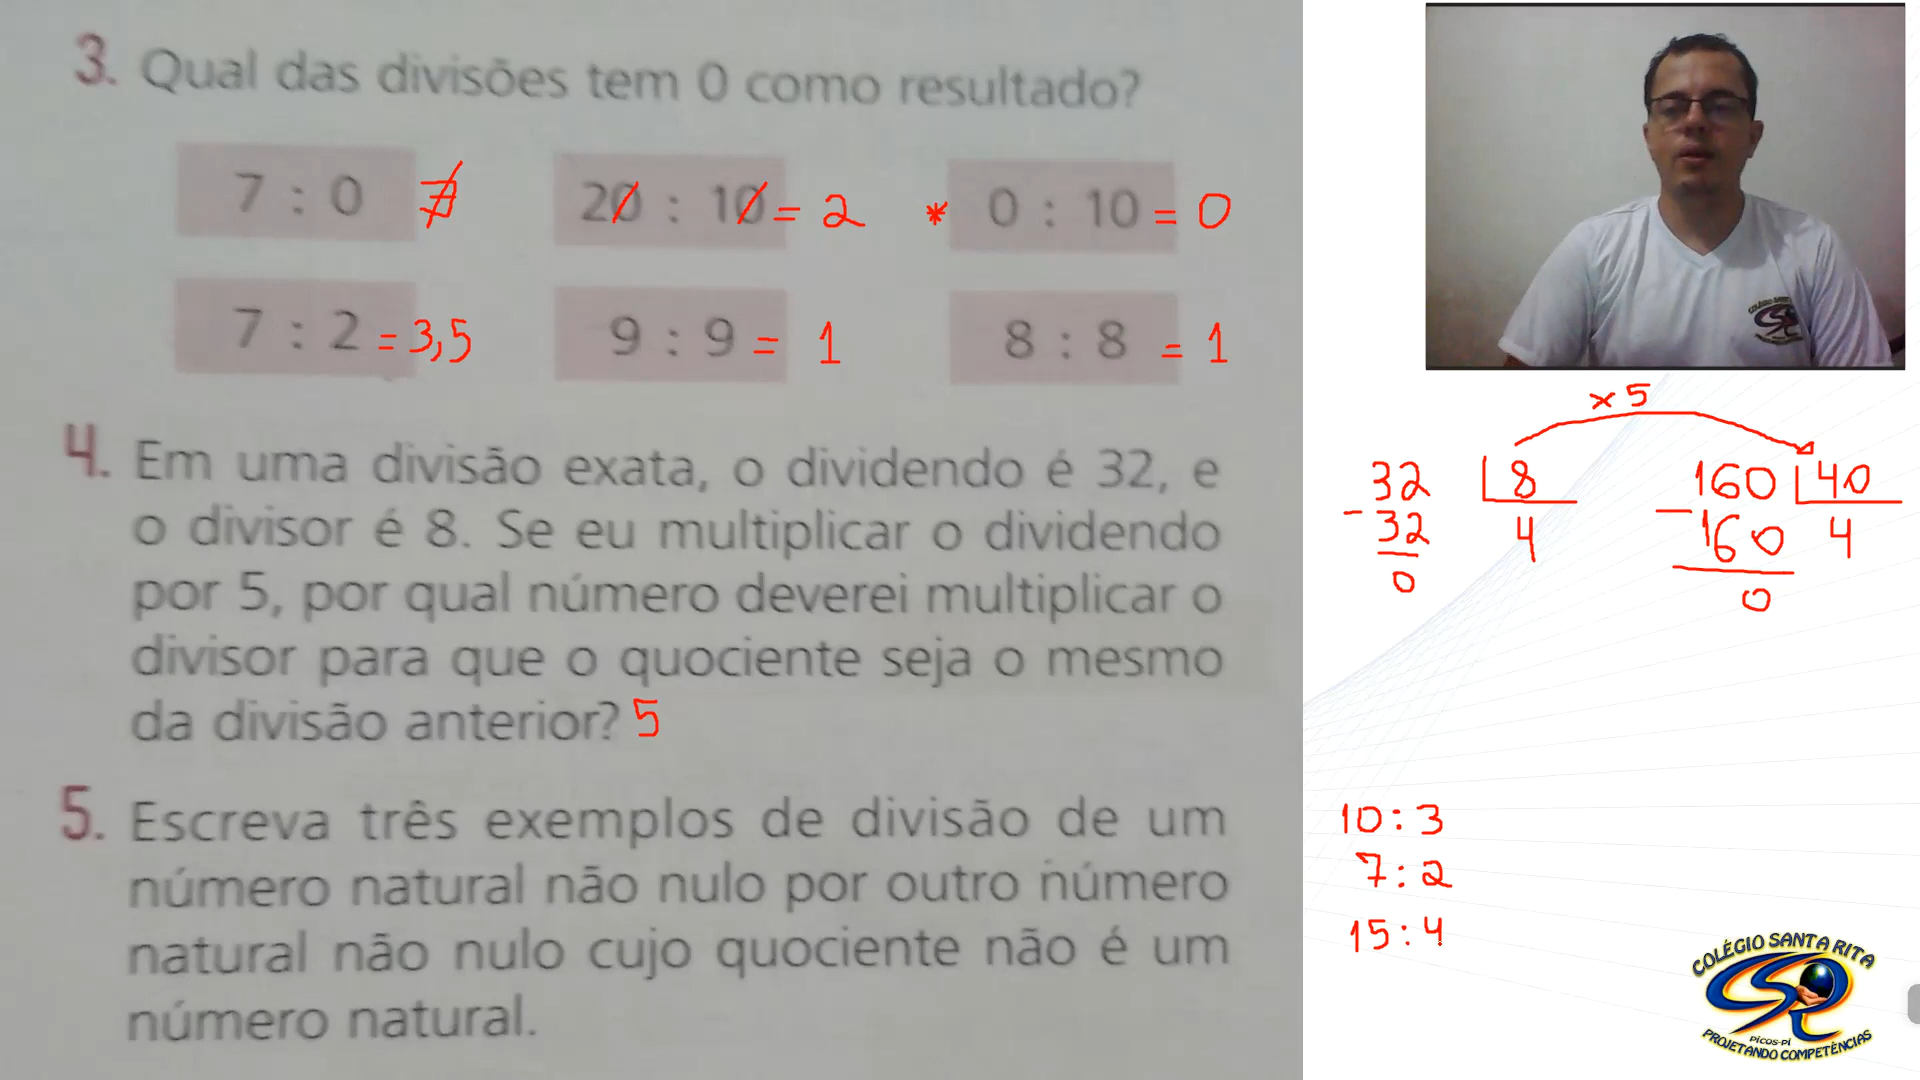 3. Qual das divisões tem 0 como resultado?
7 : 0 ∄
20 : 10 = 2
* 0 : 10 = 0
7 : 2 = 3,5
9 : 9 = 1
8 : 8 = 1
4. Em uma divisão exata, o dividendo é 32, e
o divisor é 8. Se eu multiplicar o dividendo
por 5, por qual número deverei multiplicar o
divisor para que o quociente seja o mesmo
da divisão anterior? 5
5. Escreva três exemplos de divisão de um
número natural não nulo por outro número
natural não nulo cujo quociente não é um
número natural.
x 5
32 8
- 32 4
0
160 40
- 160 4
0
10 : 3
7 : 2
15 : 4
COLÉGIO SANTA RITA
PICOS-PI
PROJETANDO COMPETÊNCIAS